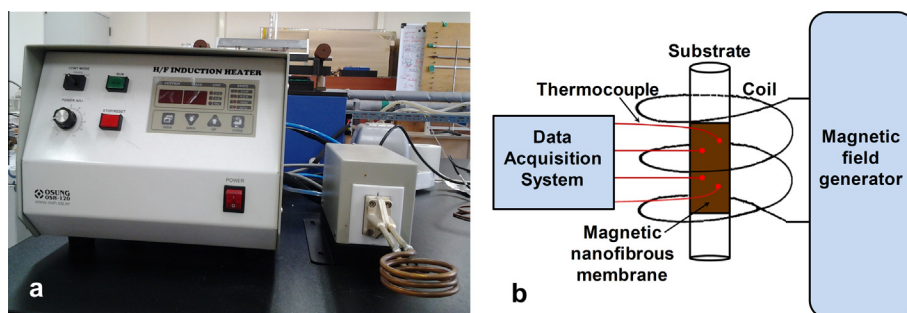 H/F INDUCTION HEATER
CONT MODE
RUN
POWER ADJ
STOP/RESET
POWER
OSUNG
OSH-120
a
Substrate
Thermocouple
Coil
Data
Acquisition
System
Magnetic
field
generator
Magnetic
nanofibrous
membrane
b